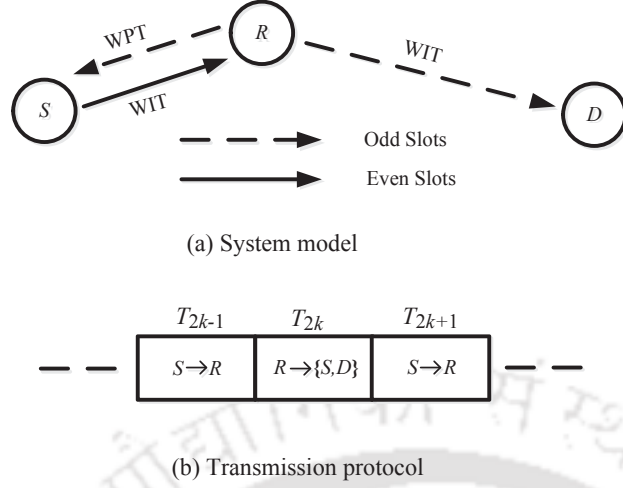 WPT
R
WIT
S
WIT
D
Odd Slots
Even Slots
(a) System model
T2k-1 T2k T2k+1
S→R R→{S,D} S→R
(b) Transmission protocol